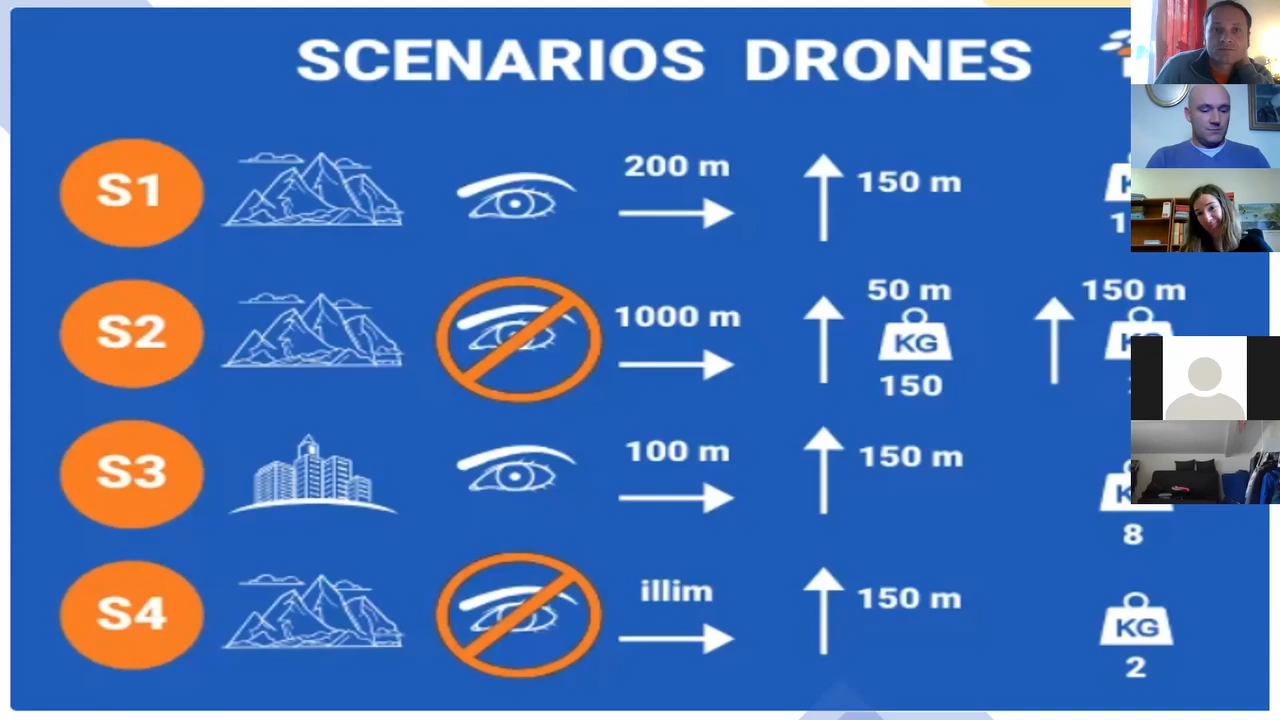 SCENARIOS DRONES
S1
200 m
150 m
S2
1000 m
50 m
KG
150
150 m
S3
100 m
150 m
8
S4
illim
150 m
KG
2